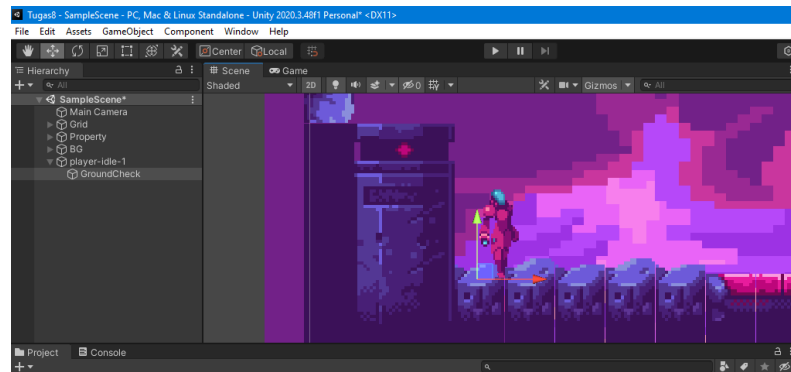 Tugas8 - SampleScene - PC, Mac & Linux Standalone - Unity 2020.3.48f1 Personal* <DX11>
File Edit Assets GameObject Component Window Help
Center Local
Hierarchy Scene Game
All Shaded 2D 0 Gizmos All
SampleScene*
Main Camera
Grid
Property
BG
player-idle-1
GroundCheck
Project Console